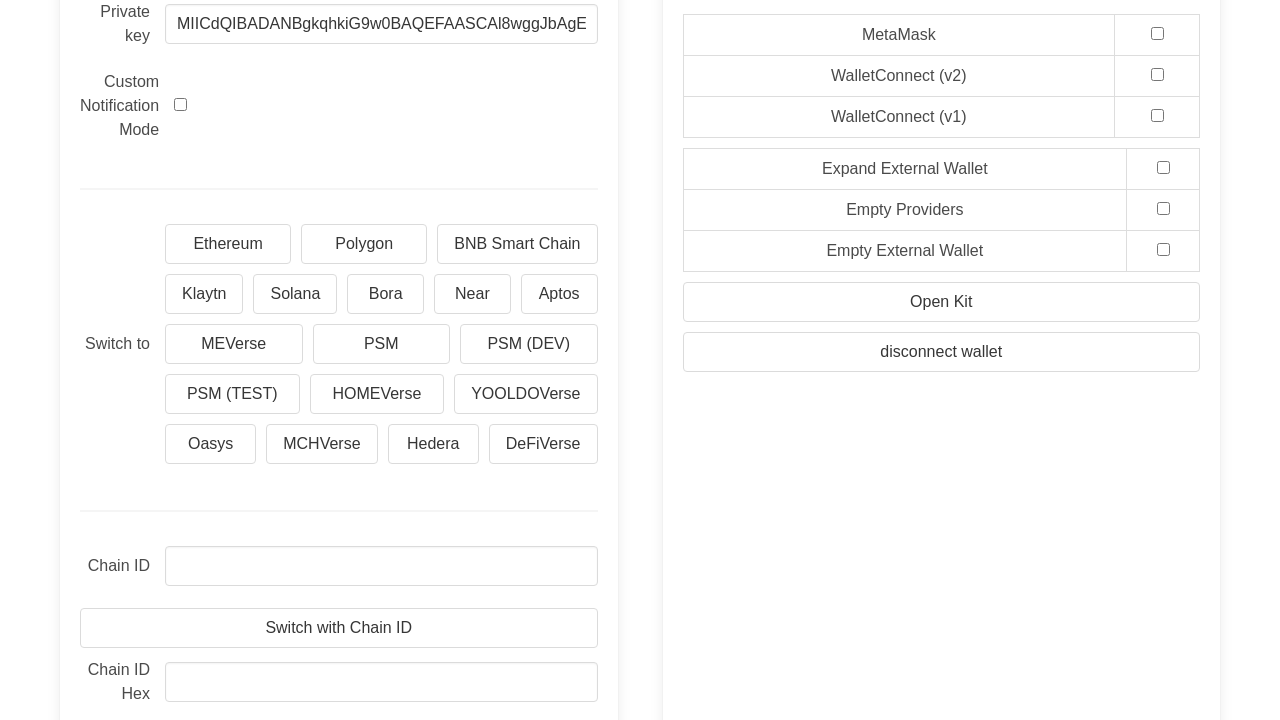 Private
key
MIICdQIBADANBgkqhkiG9w0BAQEFAASCAl8wggJbAgE
Custom
Notification
Mode
Switch to
Ethereum
Polygon
BNB Smart Chain
Klaytn
Solana
Bora
Near
Aptos
MEVerse
PSM
PSM (DEV)
PSM (TEST)
HOMEVerse
YOOLDOVerse
Oasys
MCHVerse
Hedera
DeFiVerse
Chain ID
Switch with Chain ID
Chain ID
Hex
MetaMask
WalletConnect (v2)
WalletConnect (v1)
Expand External Wallet
Empty Providers
Empty External Wallet
Open Kit
disconnect wallet